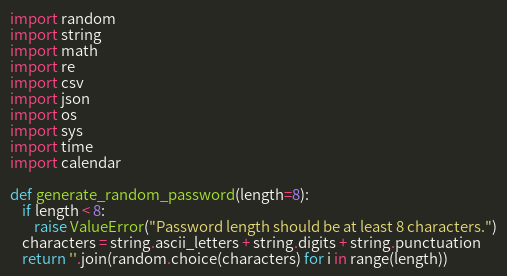 import random
import string
import math
import re
import csv
import json
import os
import sys
import time
import calendar

def generate_random_password(length=8):
    if length < 8:
        raise ValueError("Password length should be at least 8 characters.")
    characters = string.ascii_letters + string.digits + string.punctuation
    return ''.join(random.choice(characters) for i in range(length))